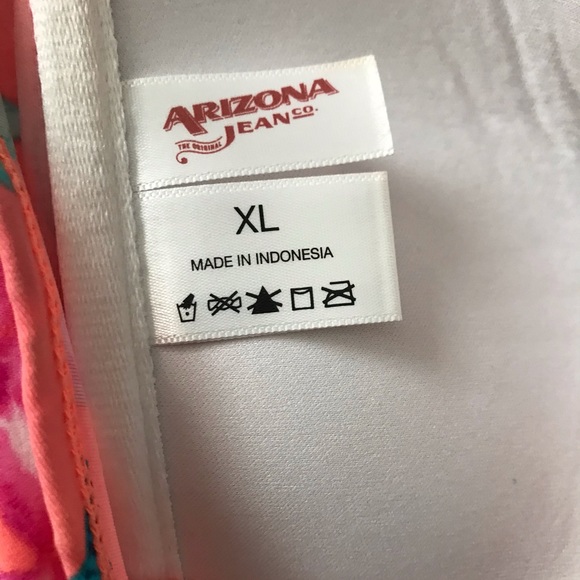 ARIZONA
JEAN CO.
THE ORIGINAL
XL
MADE IN INDONESIA